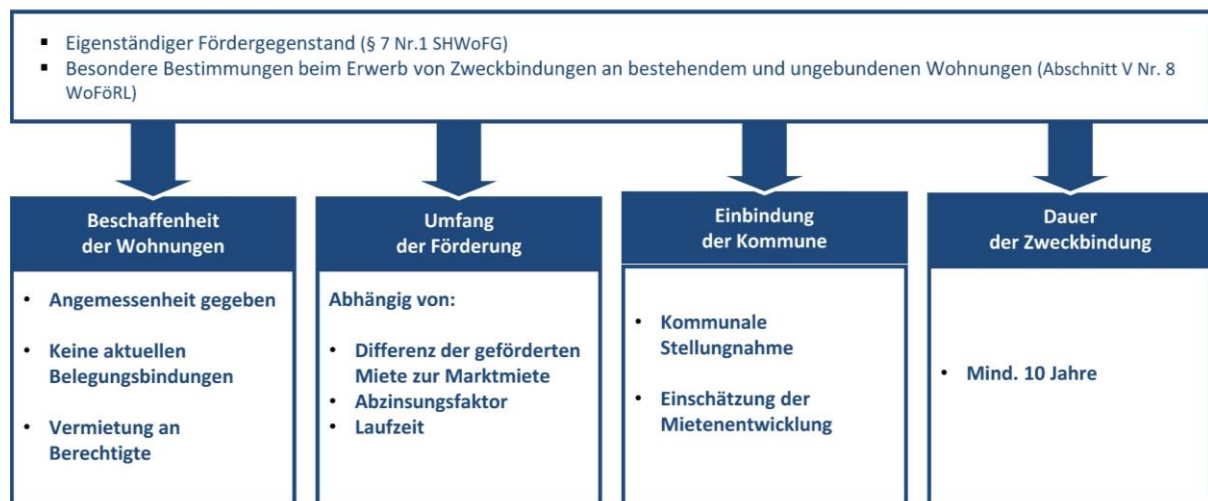 ▪ Eigenständiger Fördergegenstand (§ 7 Nr.1 SHWoFG)
▪ Besondere Bestimmungen beim Erwerb von Zweckbindungen an bestehendem und ungebundenen Wohnungen (Abschnitt V Nr. 8
WoFöRL)
Beschaffenheit
der Wohnungen
• Angemessenheit gegeben
• Keine aktuellen
Belegungsbindungen
• Vermietung an
Berechtigte
Umfang
der Förderung
Abhängig von:
• Differenz der geförderten
Miete zur Marktmiete
• Abzinsungsfaktor
• Laufzeit
Einbindung
der Kommune
• Kommunale
Stellungnahme
• Einschätzung der
Mietenentwicklung
Dauer
der Zweckbindung
• Mind. 10 Jahre